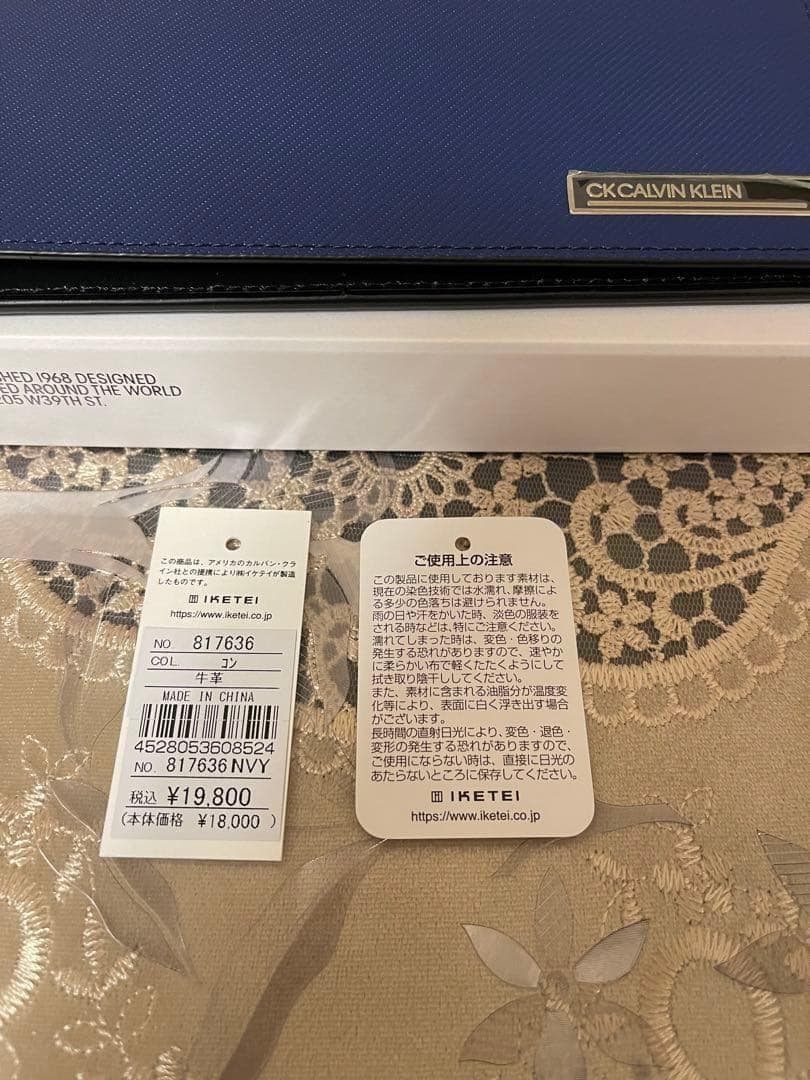 CK CALVIN KLEIN
SHED 1968 DESIGNED
ED AROUND THE WORLD
205 W39TH ST.
この商品は、アメリカのカルバン・クラ
イン社との提携により㈱イケテイが製造
したものです。
IKETEI
https://www.iketei.co.jp
NO. 817636
COL. コン
牛革
MADE IN CHINA
4528053608524
NO. 817636NVY
税込 ¥19,800
(本体価格 ¥18,000 )
ご使用上の注意
この製品に使用しております素材は、
現在の染色技術では水濡れ、摩擦によ
る多少の色落ちは避けられません。
雨の日や汗をかいた時、淡色の服装を
される時などは、特にご注意ください。
濡れてしまった時は、変色・色移りの
発生する恐れがありますので、速やか
に柔らかい布で軽くたたくようにして
拭き取り陰干ししてください。
また、素材に含まれる油脂分が温度変
化等により、表面に白く浮き出す場合
がございます。
長時間の直射日光により、変色・退色・
変形の発生する恐れがありますので、
ご使用にならない時は、直接に日光の
あたらないところに保存してください。
IKETEI
https://www.iketei.co.jp